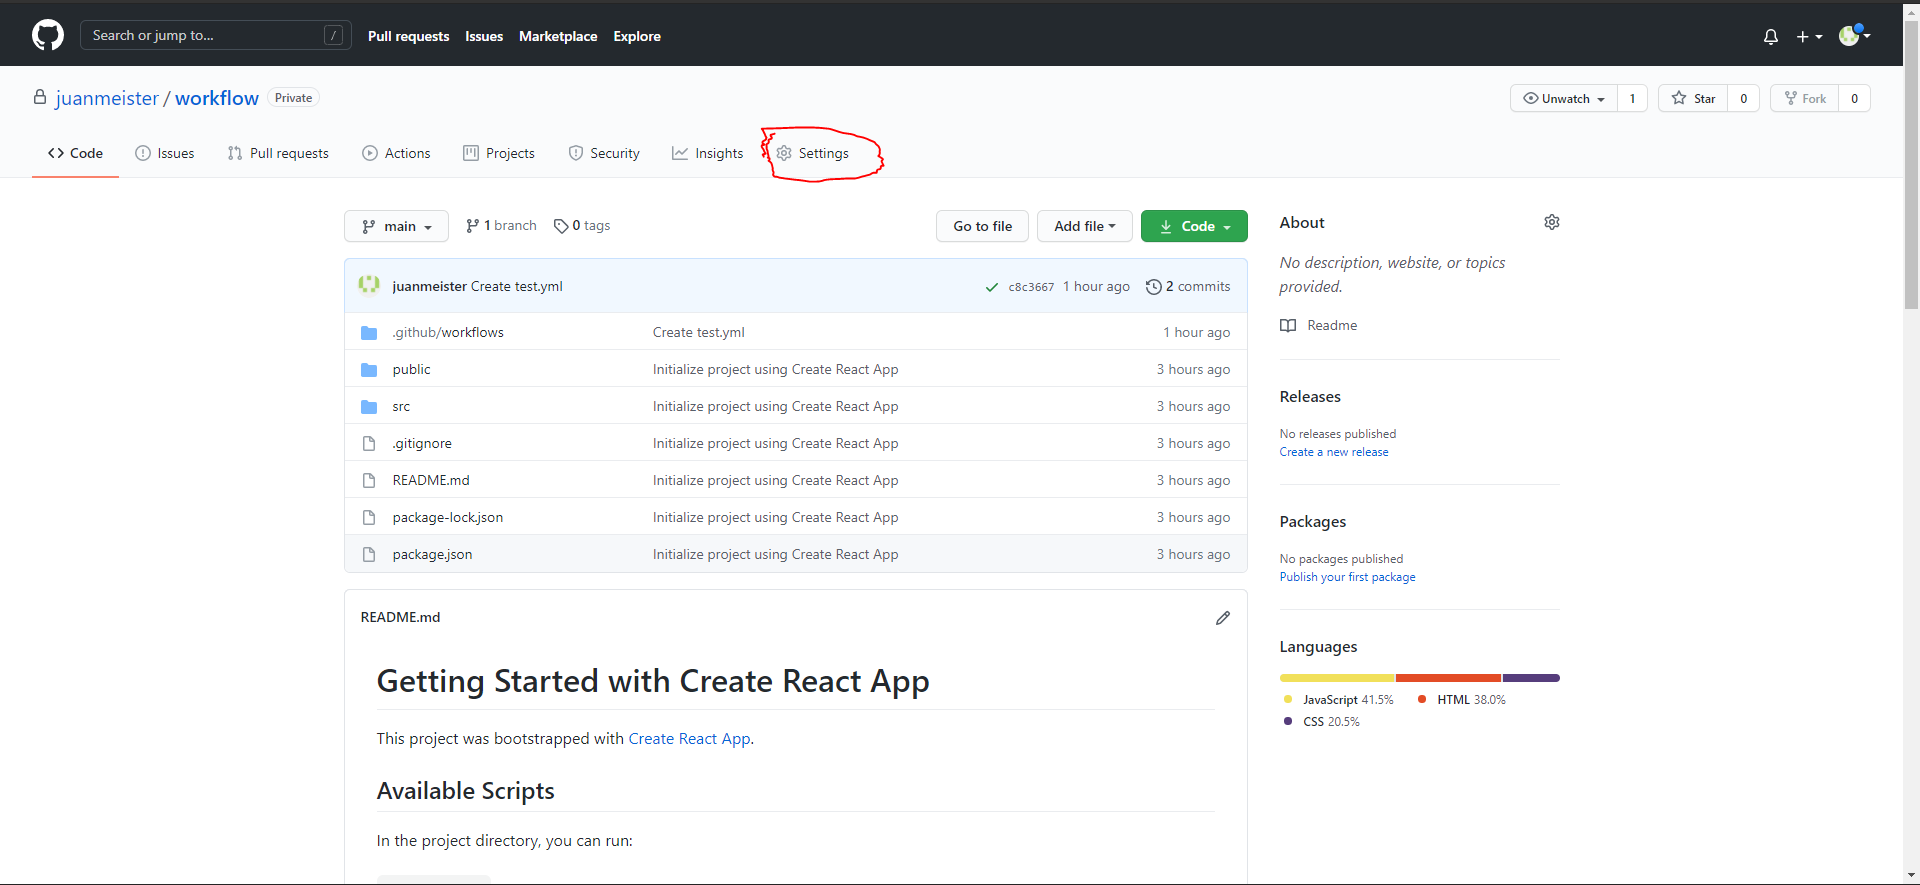 Search or jump to... /
Pull requests Issues Marketplace Explore
juanmeister / workflow Private
Unwatch 1 Star 0 Fork 0
Code Issues Pull requests Actions Projects Security Insights Settings
main 1 branch 0 tags Go to file Add file Code
juanmeister Create test.yml c8c3667 1 hour ago 2 commits
.github/workflows Create test.yml 1 hour ago
public Initialize project using Create React App 3 hours ago
src Initialize project using Create React App 3 hours ago
.gitignore Initialize project using Create React App 3 hours ago
README.md Initialize project using Create React App 3 hours ago
package-lock.json Initialize project using Create React App 3 hours ago
package.json Initialize project using Create React App 3 hours ago
README.md
Getting Started with Create React App
This project was bootstrapped with Create React App.
Available Scripts
In the project directory, you can run:
About
No description, website, or topics
provided.
Readme
Releases
No releases published
Create a new release
Packages
No packages published
Publish your first package
Languages
JavaScript 41.5% HTML 38.0%
CSS 20.5%